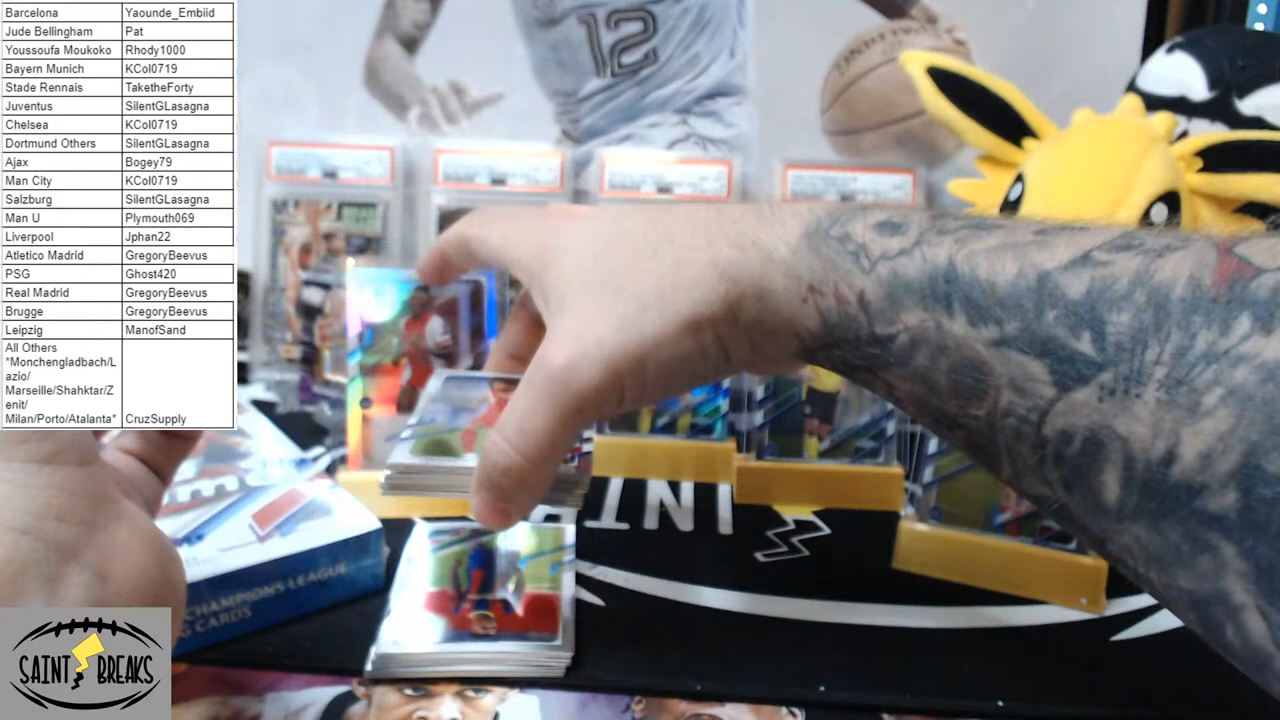 Barcelona Yaounde_Embiid
Jude Bellingham Pat
Youssoufa Moukoko Rhody1000
Bayern Munich KCol0719
Stade Rennais TaketheForty
Juventus SilentGLasagna
Chelsea KCol0719
Dortmund Others SilentGLasagna
Ajax Bogey79
Man City KCol0719
Salzburg SilentGLasagna
Man U Plymouth069
Liverpool Jphan22
Atletico Madrid GregoryBeevus
PSG Ghost420
Real Madrid GregoryBeevus
Brugge GregoryBeevus
Leipzig ManofSand
All Others
*Monchengladbach/L
azio/
Marseille/Shahktar/Z
enit/
Milan/Porto/Atalanta* CruzSupply
12
CHAMPIONS LEAGUE
CARDS
SAINT BREAKS